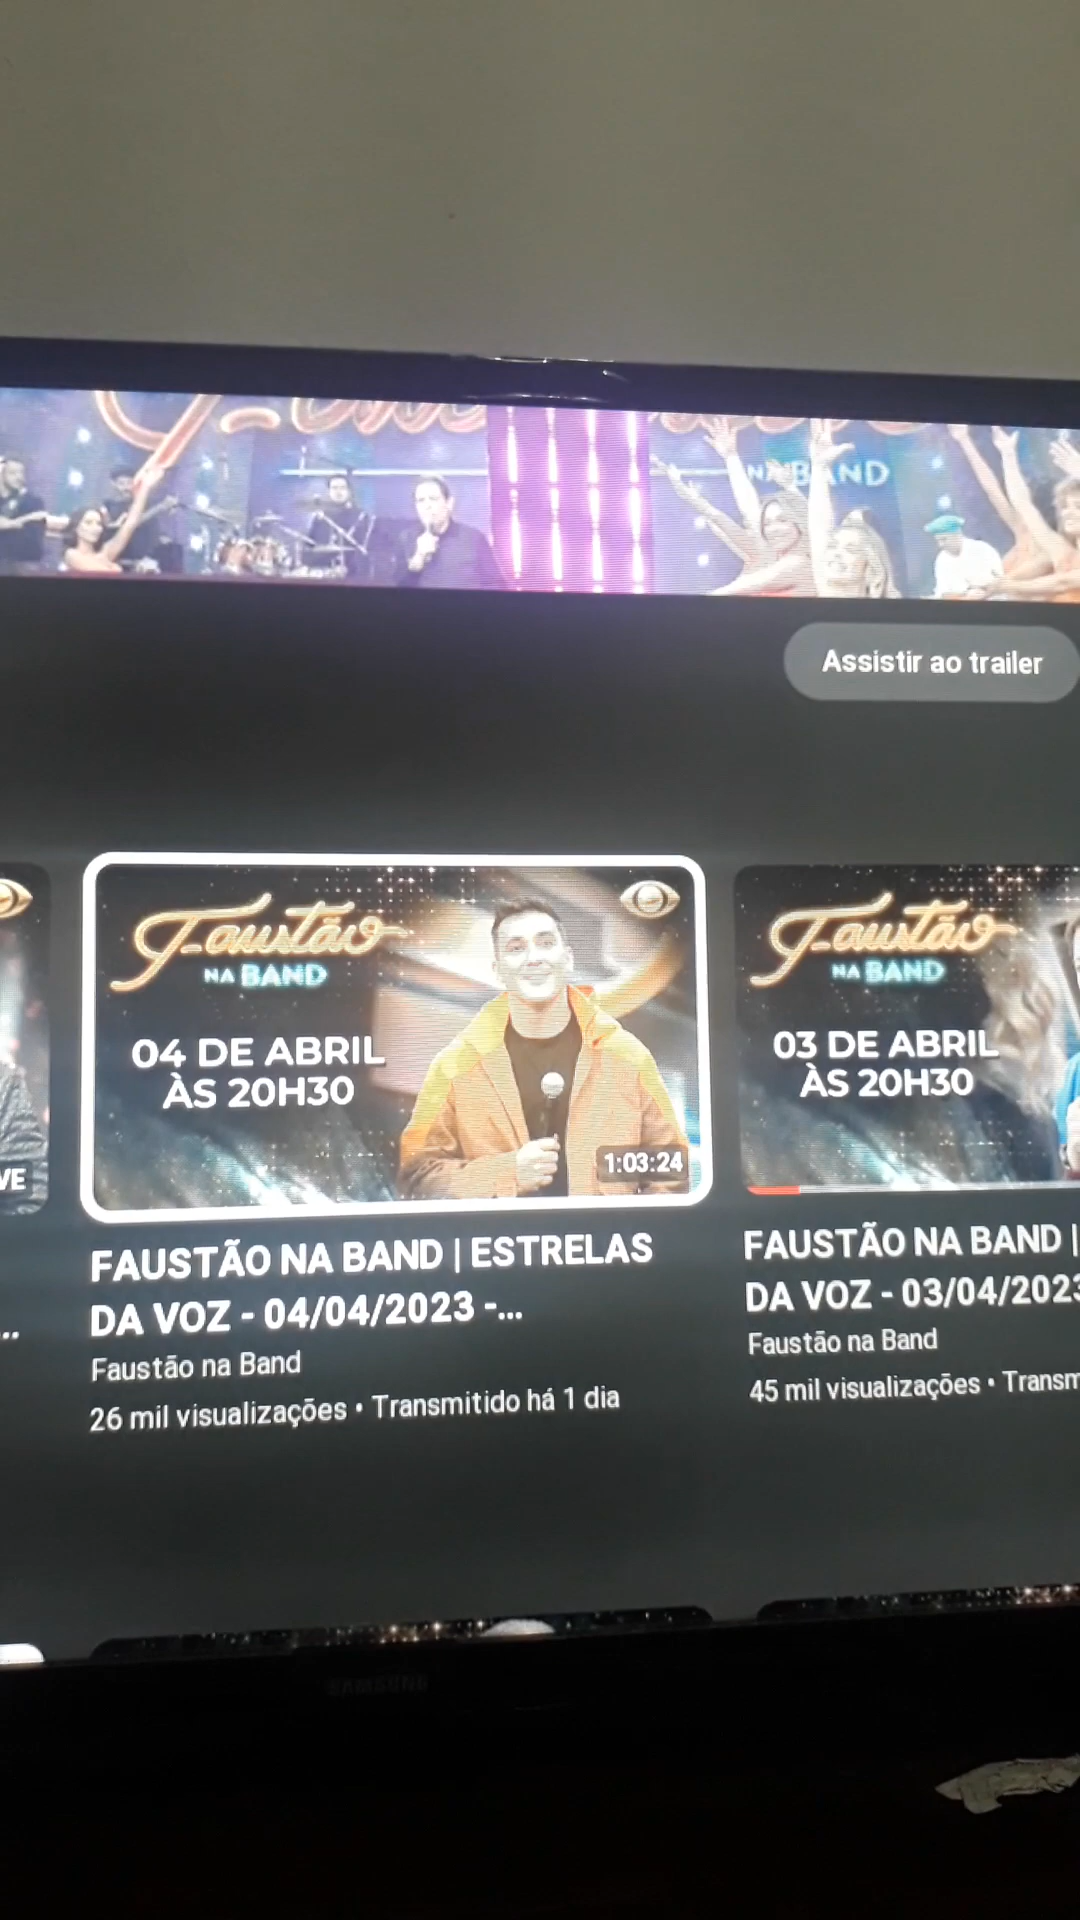 NA BAND
Assistir ao trailer
Faustão
NA BAND
04 DE ABRIL
ÀS 20H30
1:03:24
FAUSTÃO NA BAND | ESTRELAS
DA VOZ - 04/04/2023 -...
Faustão na Band
26 mil visualizações • Transmitido há 1 dia
Faustão
NA BAND
03 DE ABRIL
ÀS 20H30
FAUSTÃO NA BAND |
DA VOZ - 03/04/2023
Faustão na Band
45 mil visualizações •
VE
...
SAMSUNG